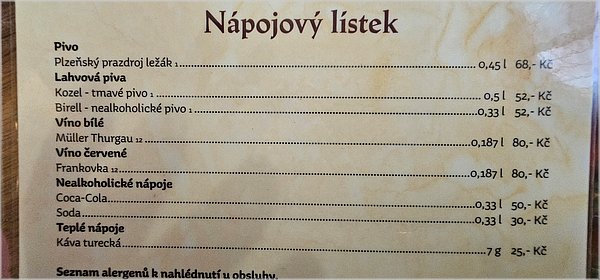 Nápojový lístek
Pivo
Plzeňský prazdroj ležák 1 0,45 l 68,- Kč
Lahvová piva
Kozel - tmavé pivo 1 0,5 l 52,- Kč
Birell - nealkoholické pivo 1 0,33 l 52,- Kč
Víno bílé
Müller Thurgau 12 0,187 l 80,- Kč
Víno červené
Frankovka 12 0,187 l 80,- Kč
Nealkoholické nápoje
Coca-Cola 0,33 l 50,- Kč
Soda 0,33 l 30,- Kč
Teplé nápoje
Káva turecká 7 g 25,- Kč
Seznam alergenů k nahlédnutí u obsluhy.